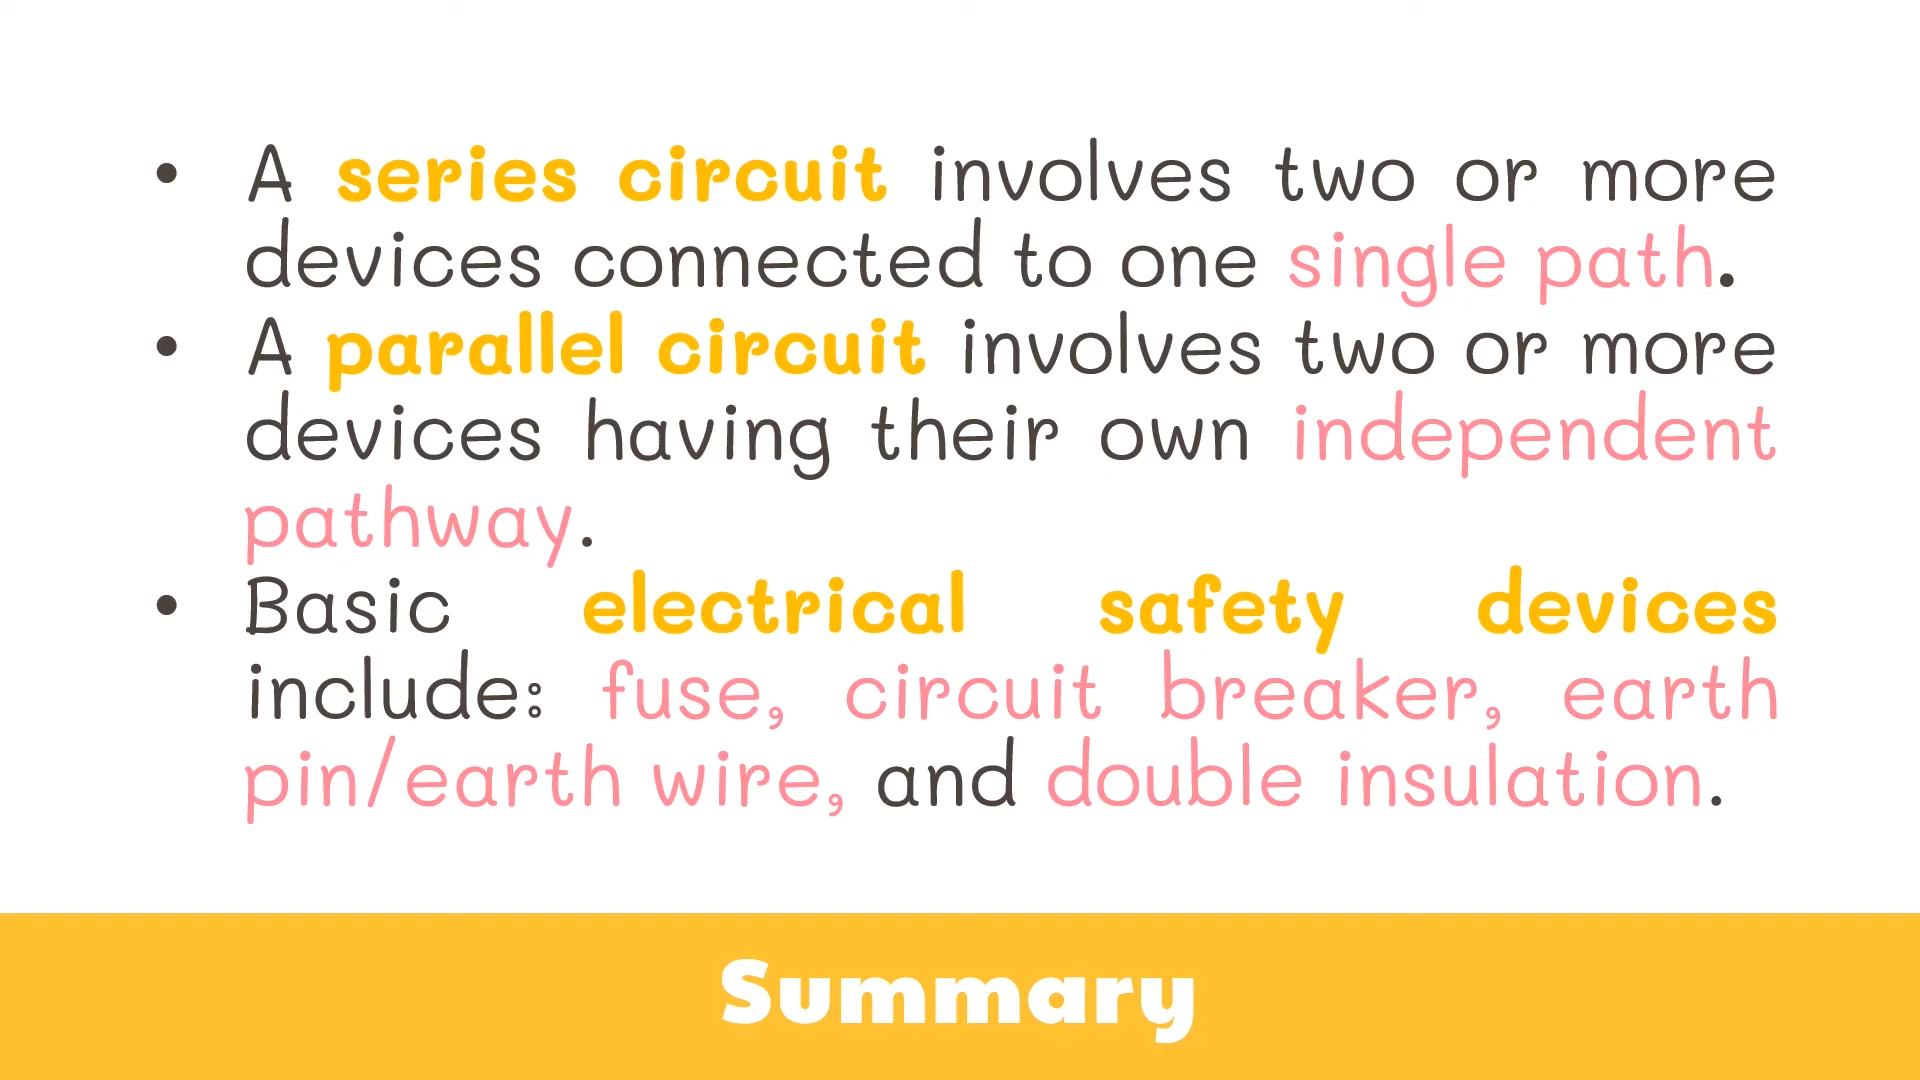 • A series circuit involves two or more
devices connected to one single path.
• A parallel circuit involves two or more
devices having their own independent
pathway.
• Basic electrical safety devices
include: fuse, circuit breaker, earth
pin/earth wire, and double insulation.
Summary